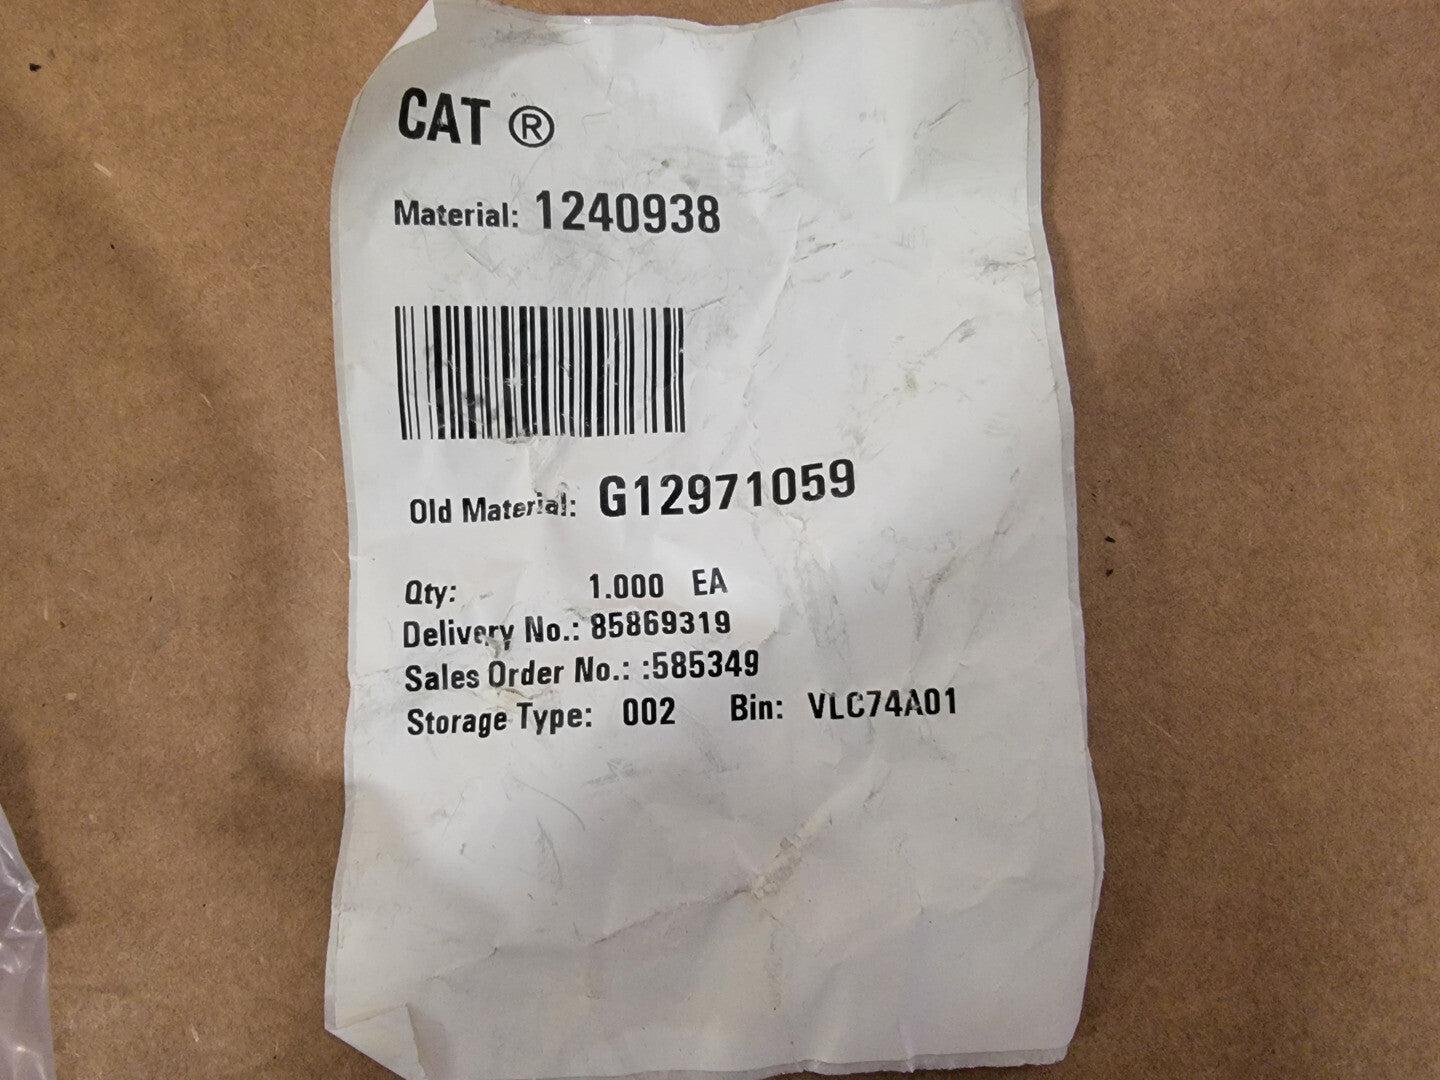 CAT ®
Material: 1240938
Old Material: G12971059
Qty: 1.000 EA
Delivery No.: 85869319
Sales Order No.: :585349
Storage Type: 002 Bin: VLC74A01